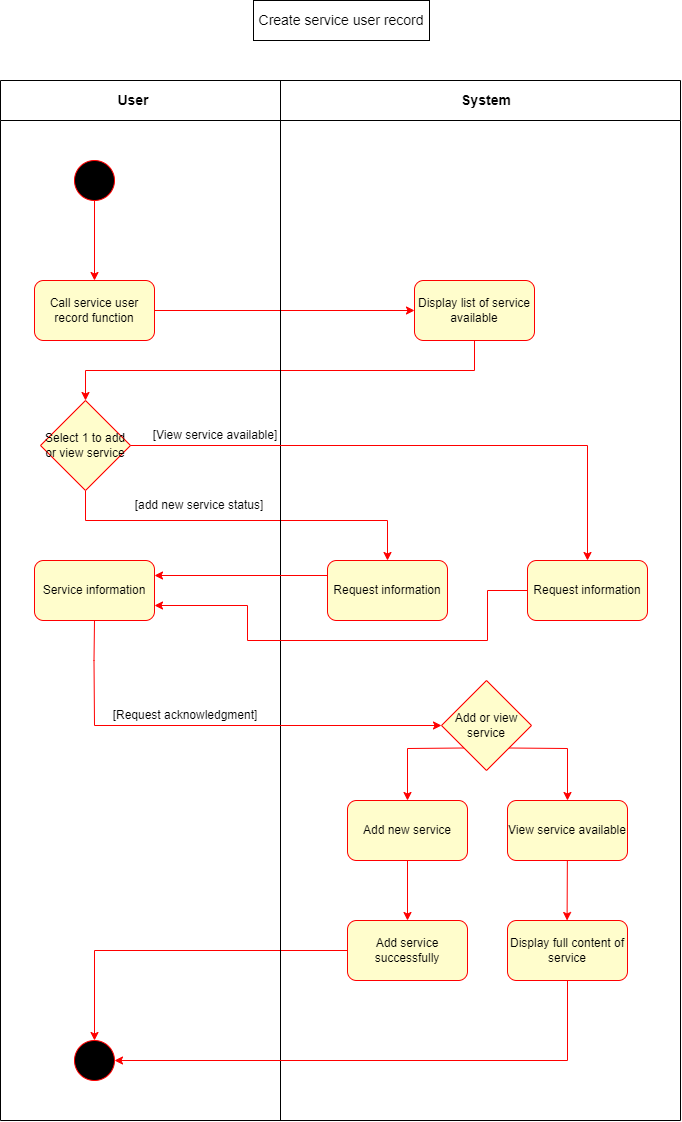 Create service user record
User
System
Call service user
record function
Display list of service
available
Select 1 to add
or view service
[View service available]
[add new service status]
Service information
Request information
Request information
[Request acknowledgment]
Add or view
service
Add new service
View service available
Add service
successfully
Display full content of
service